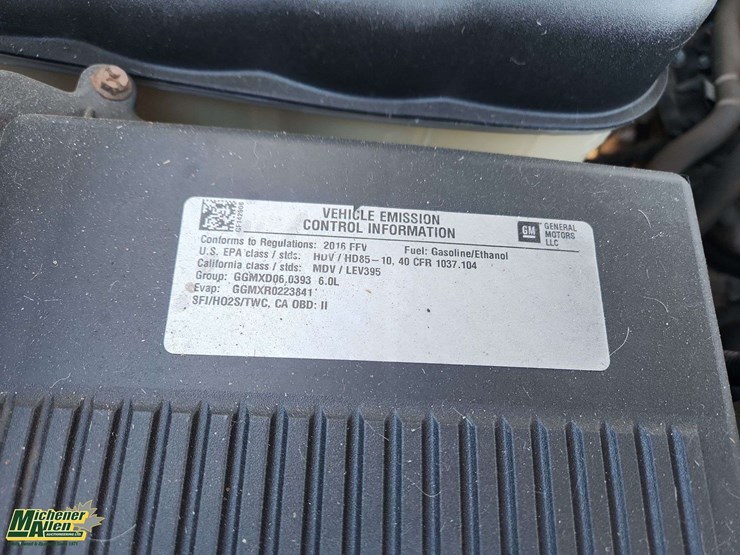 VEHICLE EMISSION
CONTROL INFORMATION
GM GENERAL
MOTORS
LLC
Conforms to Regulations: 2016 FFV Fuel: Gasoline/Ethanol
U.S. EPA class / stds: HDV / HD85-10, 40 CFR 1037.104
California class / stds: MDV / LEV395
Group: GGMXD06.0393 6.0L
Evap: GGMXR0223841
SFI/HO2S/TWC, CA OBD: II
Michener
Allen
AUCTIONEERING LTD.